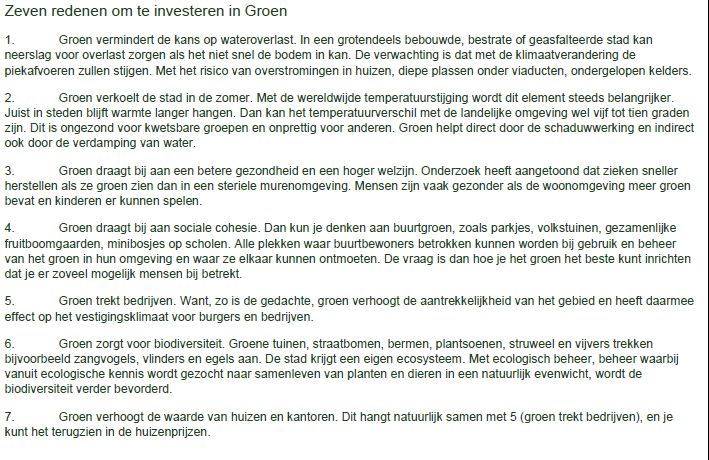 Zeven redenen om te investeren in Groen
1. Groen vermindert de kans op wateroverlast. In een grotendeels bebouwde, bestrate of geasfalteerde stad kan
neerslag voor overlast zorgen als het niet snel de bodem in kan. De verwachting is dat met de klimaatverandering de
piekafvoeren zullen stijgen. Met het risico van overstromingen in huizen, diepe plassen onder viaducten, ondergelopen kelders.
2. Groen verkoelt de stad in de zomer. Met de wereldwijde temperatuurstijging wordt dit element steeds belangrijker.
Juist in steden blijft warmte langer hangen. Dan kan het temperatuurverschil met de landelijke omgeving wel vijf tot tien graden
zijn. Dit is ongezond voor kwetsbare groepen en onprettig voor anderen. Groen helpt direct door de schaduwwerking en indirect
ook door de verdamping van water.
3. Groen draagt bij aan een betere gezondheid en een hoger welzijn. Onderzoek heeft aangetoond dat zieken sneller
herstellen als ze groen zien dan in een steriele murenomgeving. Mensen zijn vaak gezonder als de woonomgeving meer groen
bevat en kinderen er kunnen spelen.
4. Groen draagt bij aan sociale cohesie. Dan kun je denken aan buurtgroen, zoals parkjes, volkstuinen, gezamenlijke
fruitboomgaarden, minibosjes op scholen. Alle plekken waar buurtbewoners betrokken kunnen worden bij gebruik en beheer
van het groen in hun omgeving en waar ze elkaar kunnen ontmoeten. De vraag is dan hoe je het groen het beste kunt inrichten
dat je er zoveel mogelijk mensen bij betrekt.
5. Groen trekt bedrijven. Want, zo is de gedachte, groen verhoogt de aantrekkelijkheid van het gebied en heeft daarmee
effect op het vestigingsklimaat voor burgers en bedrijven.
6. Groen zorgt voor biodiversiteit. Groene tuinen, straatbomen, bermen, plantsoenen, struweel en vijvers trekken
bijvoorbeeld zangvogels, vlinders en egels aan. De stad krijgt een eigen ecosysteem. Met ecologisch beheer, beheer waarbij
vanuit ecologische kennis wordt gezocht naar samenleven van planten en dieren in een natuurlijk evenwicht, wordt de
biodiversiteit verder bevorderd.
7. Groen verhoogt de waarde van huizen en kantoren. Dit hangt natuurlijk samen met 5 (groen trekt bedrijven), en je
kunt het terugzien in de huizenprijzen.